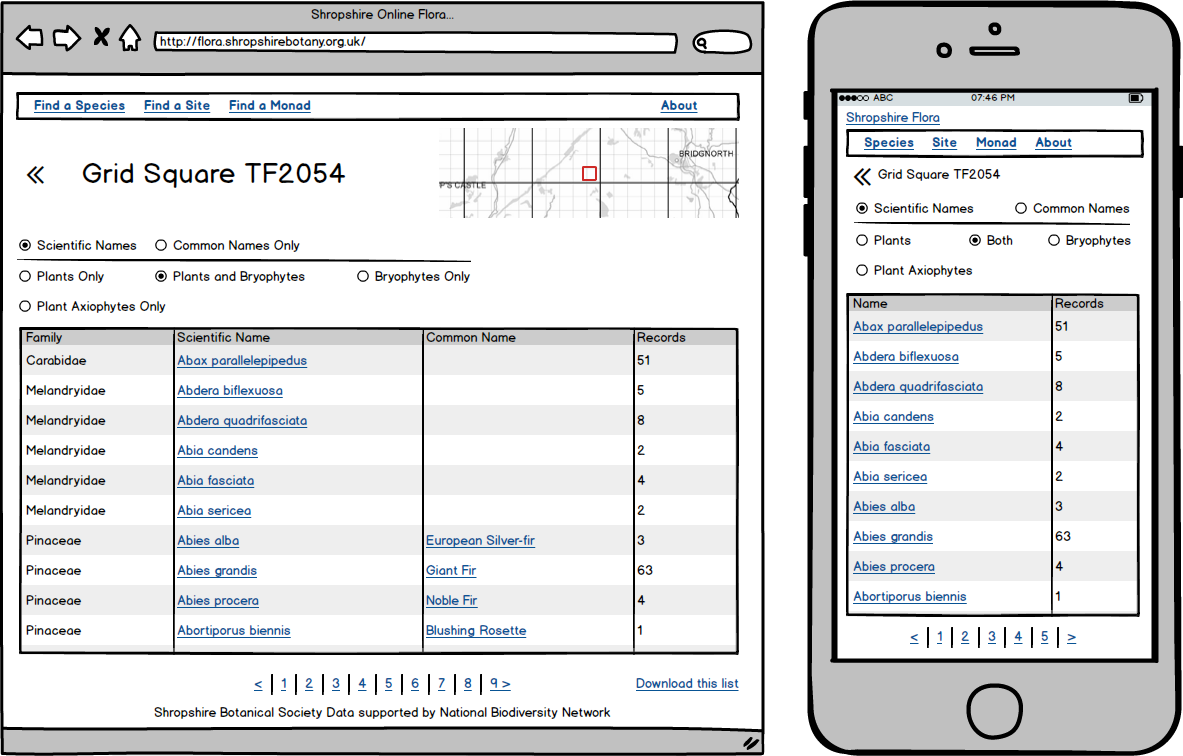 Shropshire Online Flora...
http://flora.shropshirebotany.org.uk/
Find a Species Find a Site Find a Monad About
Grid Square TF2054
BRIDGNORTH
P'S CASTLE
Scientific Names Common Names Only
Plants Only Plants and Bryophytes Bryophytes Only
Plant Axiophytes Only
Family Scientific Name Common Name Records
Carabidae Abax parallelepipedus 51
Melandryidae Abdera biflexuosa 5
Melandryidae Abdera quadrifasciata 8
Melandryidae Abia candens 2
Melandryidae Abia fasciata 4
Melandryidae Abia sericea 2
Pinaceae Abies alba European Silver-fir 3
Pinaceae Abies grandis Giant Fir 63
Pinaceae Abies procera Noble Fir 4
Pinaceae Abortiporus biennis Blushing Rosette 1
< | 1 | 2 | 3 | 4 | 5 | 6 | 7 | 8 | 9 > Download this list
Shropshire Botanical Society Data supported by National Biodiversity Network
ABC 07:46 PM
Shropshire Flora
Species Site Monad About
Grid Square TF2054
Scientific Names Common Names
Plants Both Bryophytes
Plant Axiophytes
Name Records
Abax parallelepipedus 51
Abdera biflexuosa 5
Abdera quadrifasciata 8
Abia candens 2
Abia fasciata 4
Abia sericea 2
Abies alba 3
Abies grandis 63
Abies procera 4
Abortiporus biennis 1
< | 1 | 2 | 3 | 4 | 5 | >